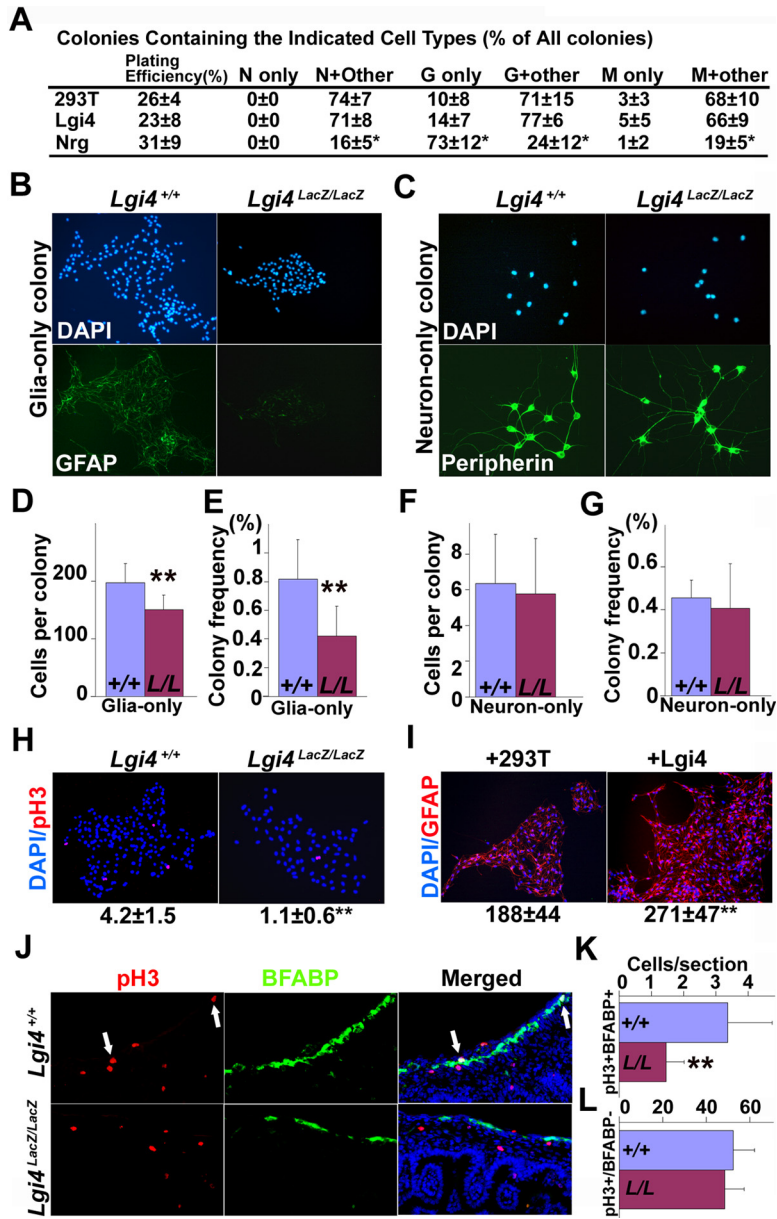 A
Colonies Containing the Indicated Cell Types (% of All colonies)
Plating Efficiency(%) N only N+Other G only G+other M only M+other
293T 26±4 0±0 74±7 10±8 71±15 3±3 68±10
Lgi4 23±8 0±0 71±8 14±7 77±6 5±5 66±9
Nrg 31±9 0±0 16±5* 73±12* 24±12* 1±2 19±5*
B
Lgi4 +/+ Lgi4 LacZ/LacZ
Glia-only colony
DAPI
GFAP
C
Lgi4 +/+ Lgi4 LacZ/LacZ
Neuron-only colony
DAPI
Peripherin
D
Cells per colony
200
100
0
**
+/+ L/L
Glia-only
E
(%)
Colony frequency
1
0.8
0.6
0.4
0.2
0
**
+/+ L/L
Glia-only
F
Cells per colony
6
4
2
0
+/+ L/L
Neuron-only
G
(%)
Colony frequency
0.6
0.4
0.2
0
+/+ L/L
Neuron-only
H
Lgi4 +/+ Lgi4 LacZ/LacZ
DAPI/pH3
4.2±1.5 1.1±0.6**
I
+293T +Lgi4
DAPI/GFAP
188±44 271±47**
J
pH3 BFABP Merged
Lgi4 +/+
Lgi4 LacZ/LacZ
K
Cells/section
0 1 2 3 4
pH3+BFABP+
+/+
L/L **
L
0 20 40 60
pH3+/BFABP-
+/+
L/L